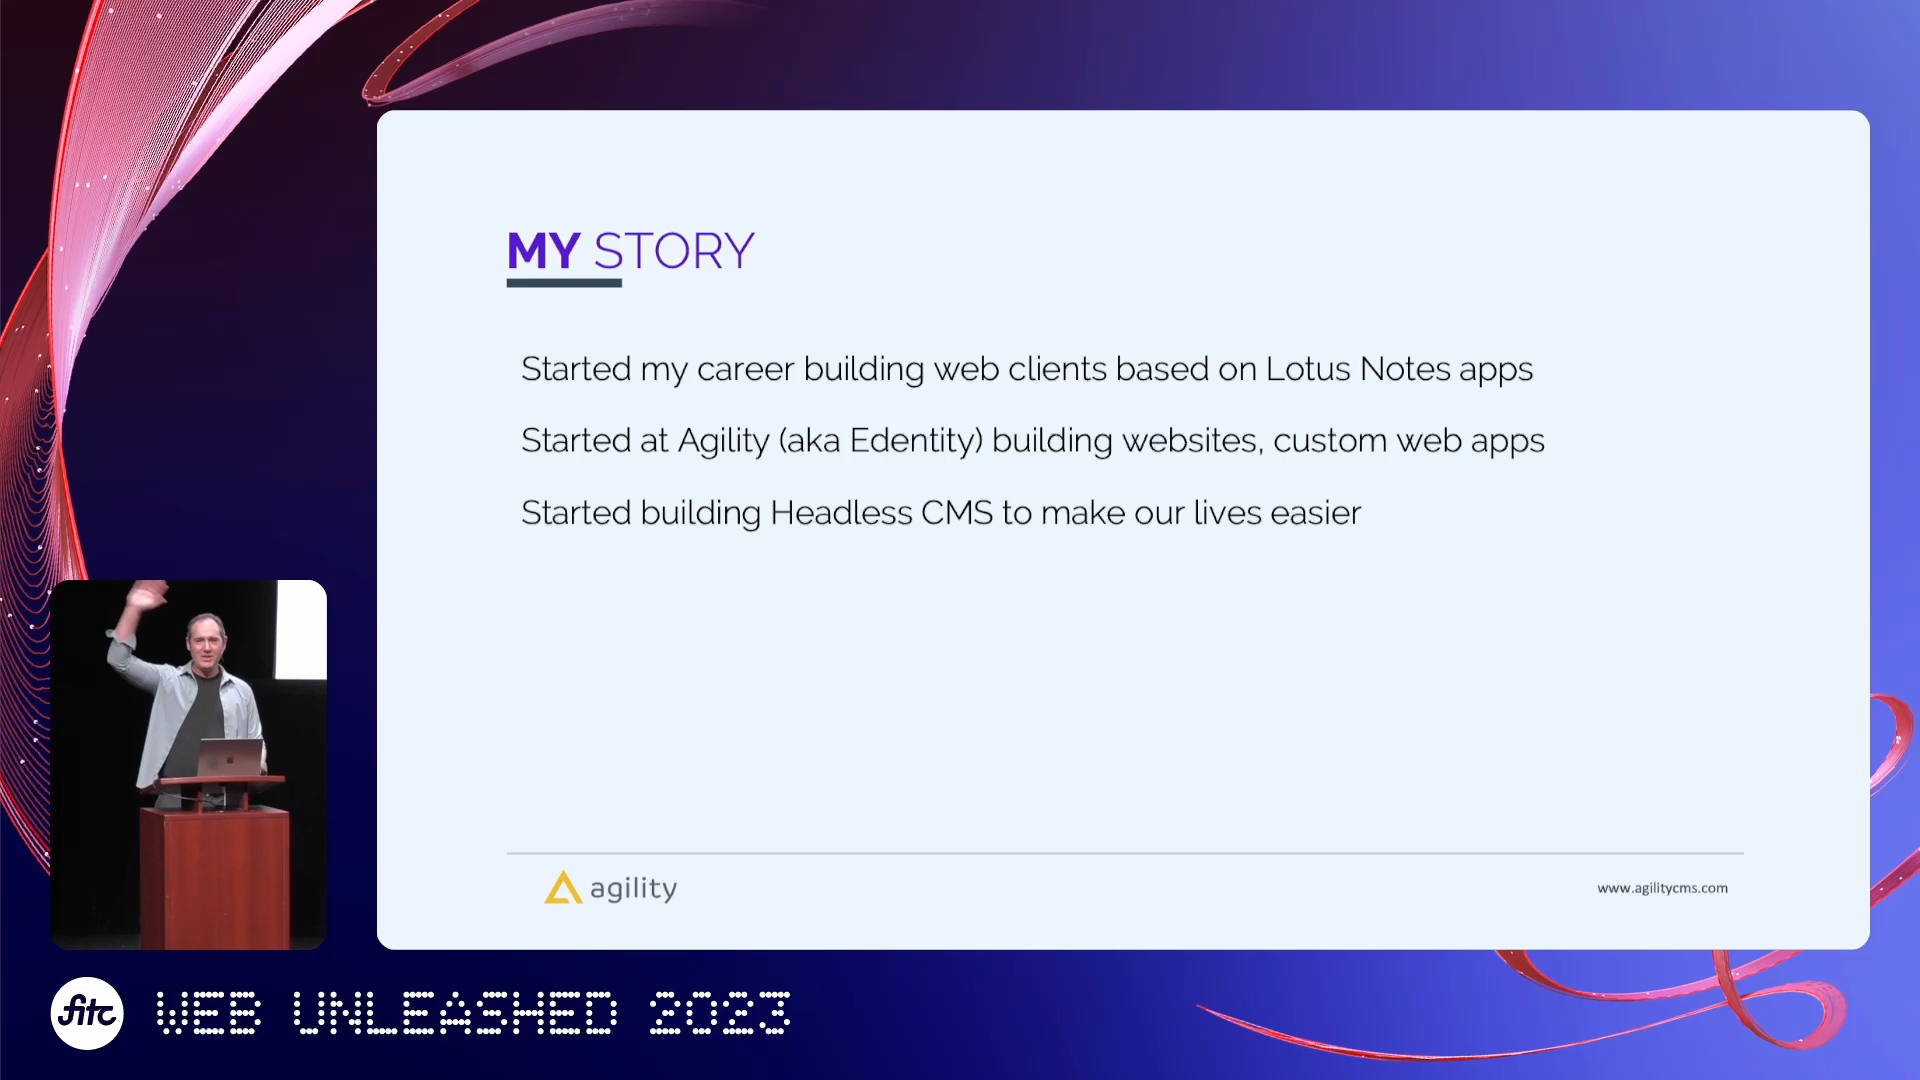 MY STORY
Started my career building web clients based on Lotus Notes apps
Started at Agility (aka Edentity) building websites, custom web apps
Started building Headless CMS to make our lives easier
agility
www.agilitycms.com
fitc
WEB UNLEASHED 2023